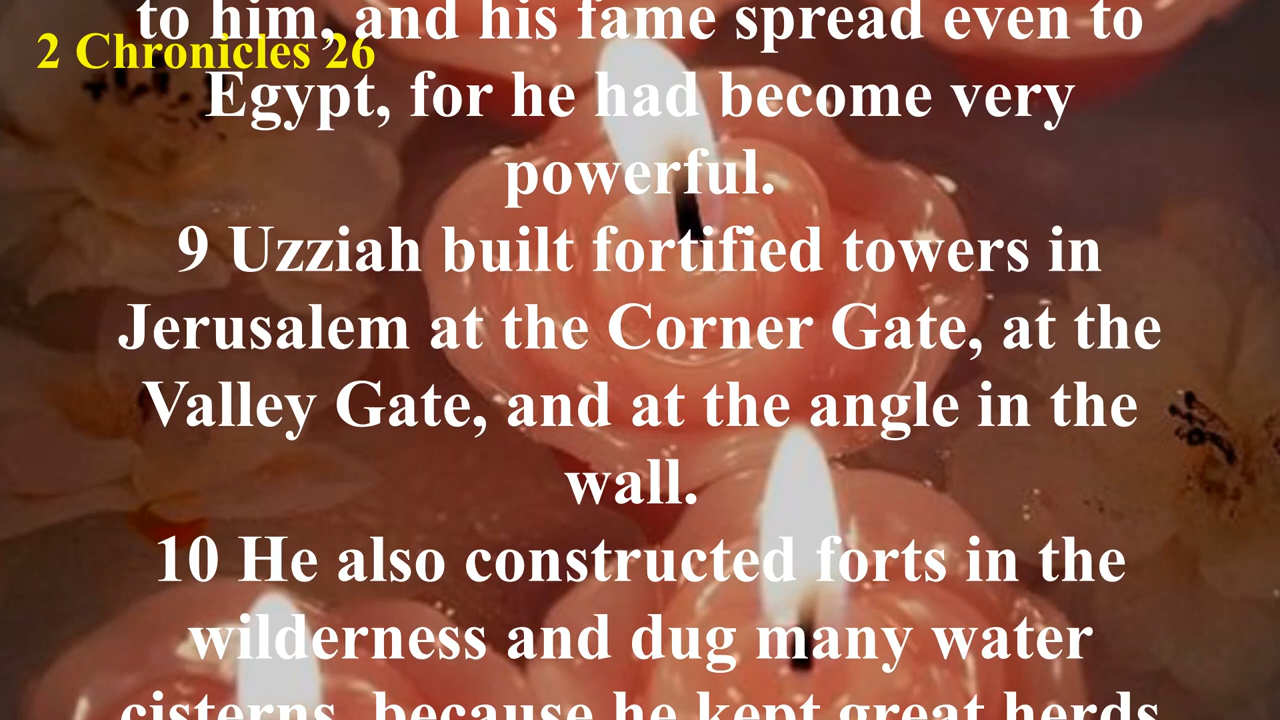 to him, and his fame spread even to
2 Chronicles 26
Egypt, for he had become very
powerful.
9 Uzziah built fortified towers in
Jerusalem at the Corner Gate, at the
Valley Gate, and at the angle in the
wall.
10 He also constructed forts in the
wilderness and dug many water
cisterns, because he kept great herds